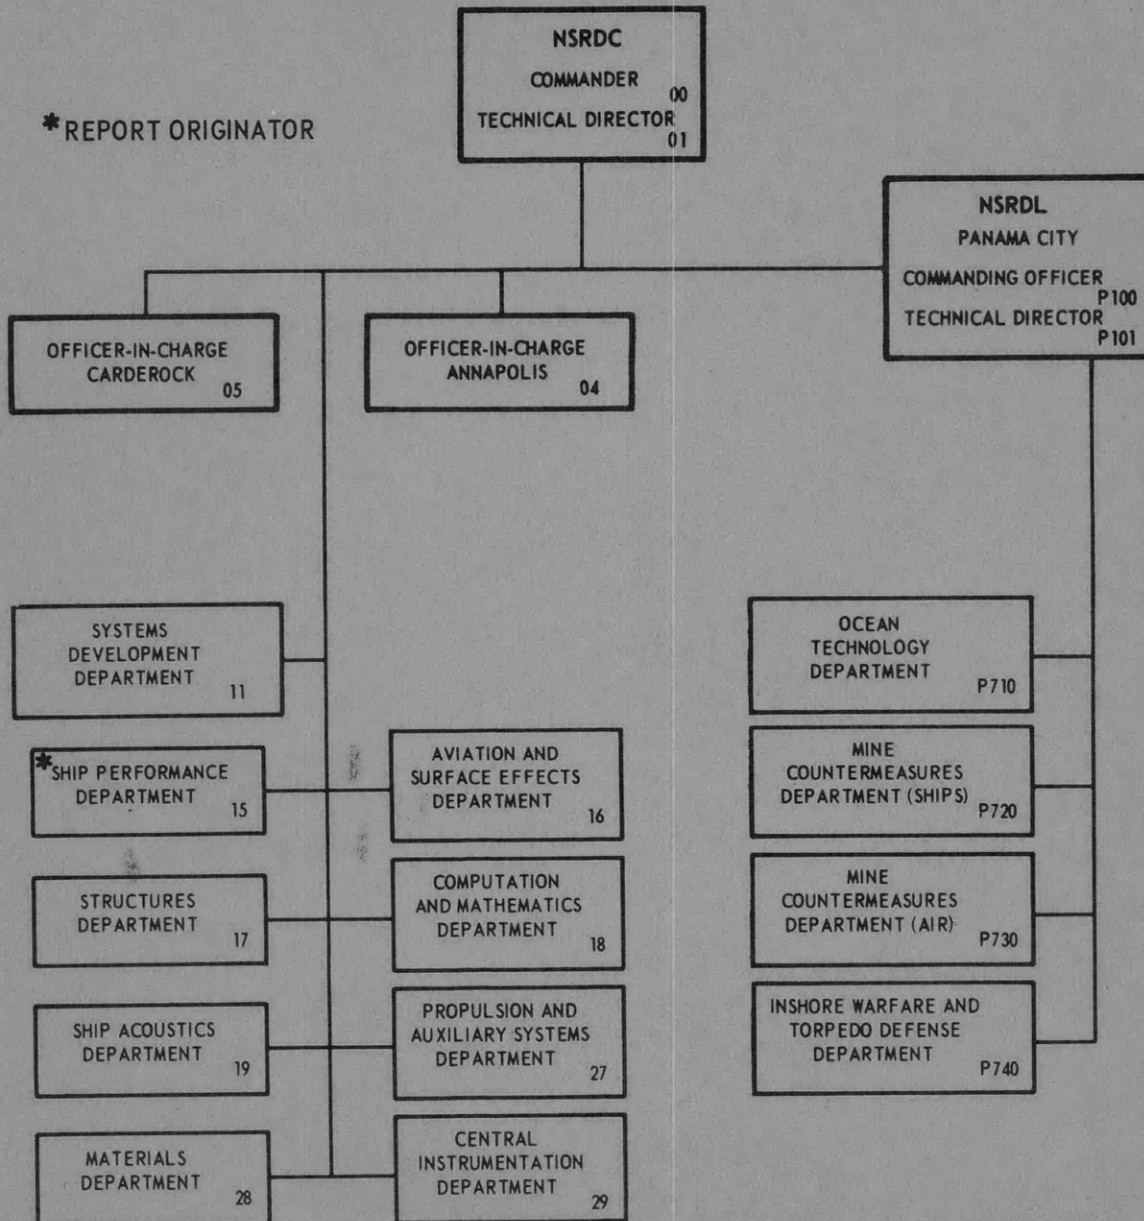 NSRDC
COMMANDER
00
TECHNICAL DIRECTOR
01
*REPORT ORIGINATOR
NSRDL
PANAMA CITY
COMMANDING OFFICER
P100
TECHNICAL DIRECTOR
P101
OFFICER-IN-CHARGE
CARDEROCK
05
OFFICER-IN-CHARGE
ANNAPOLIS
04
SYSTEMS
DEVELOPMENT
DEPARTMENT
11
*SHIP PERFORMANCE
DEPARTMENT
15
AVIATION AND
SURFACE EFFECTS
DEPARTMENT
16
STRUCTURES
DEPARTMENT
17
COMPUTATION
AND MATHEMATICS
DEPARTMENT
18
SHIP ACOUSTICS
DEPARTMENT
19
PROPULSION AND
AUXILIARY SYSTEMS
DEPARTMENT
27
MATERIALS
DEPARTMENT
28
CENTRAL
INSTRUMENTATION
DEPARTMENT
29
OCEAN
TECHNOLOGY
DEPARTMENT
P710
MINE
COUNTERMEASURES
DEPARTMENT (SHIPS)
P720
MINE
COUNTERMEASURES
DEPARTMENT (AIR)
P730
INSHORE WARFARE AND
TORPEDO DEFENSE
DEPARTMENT
P740